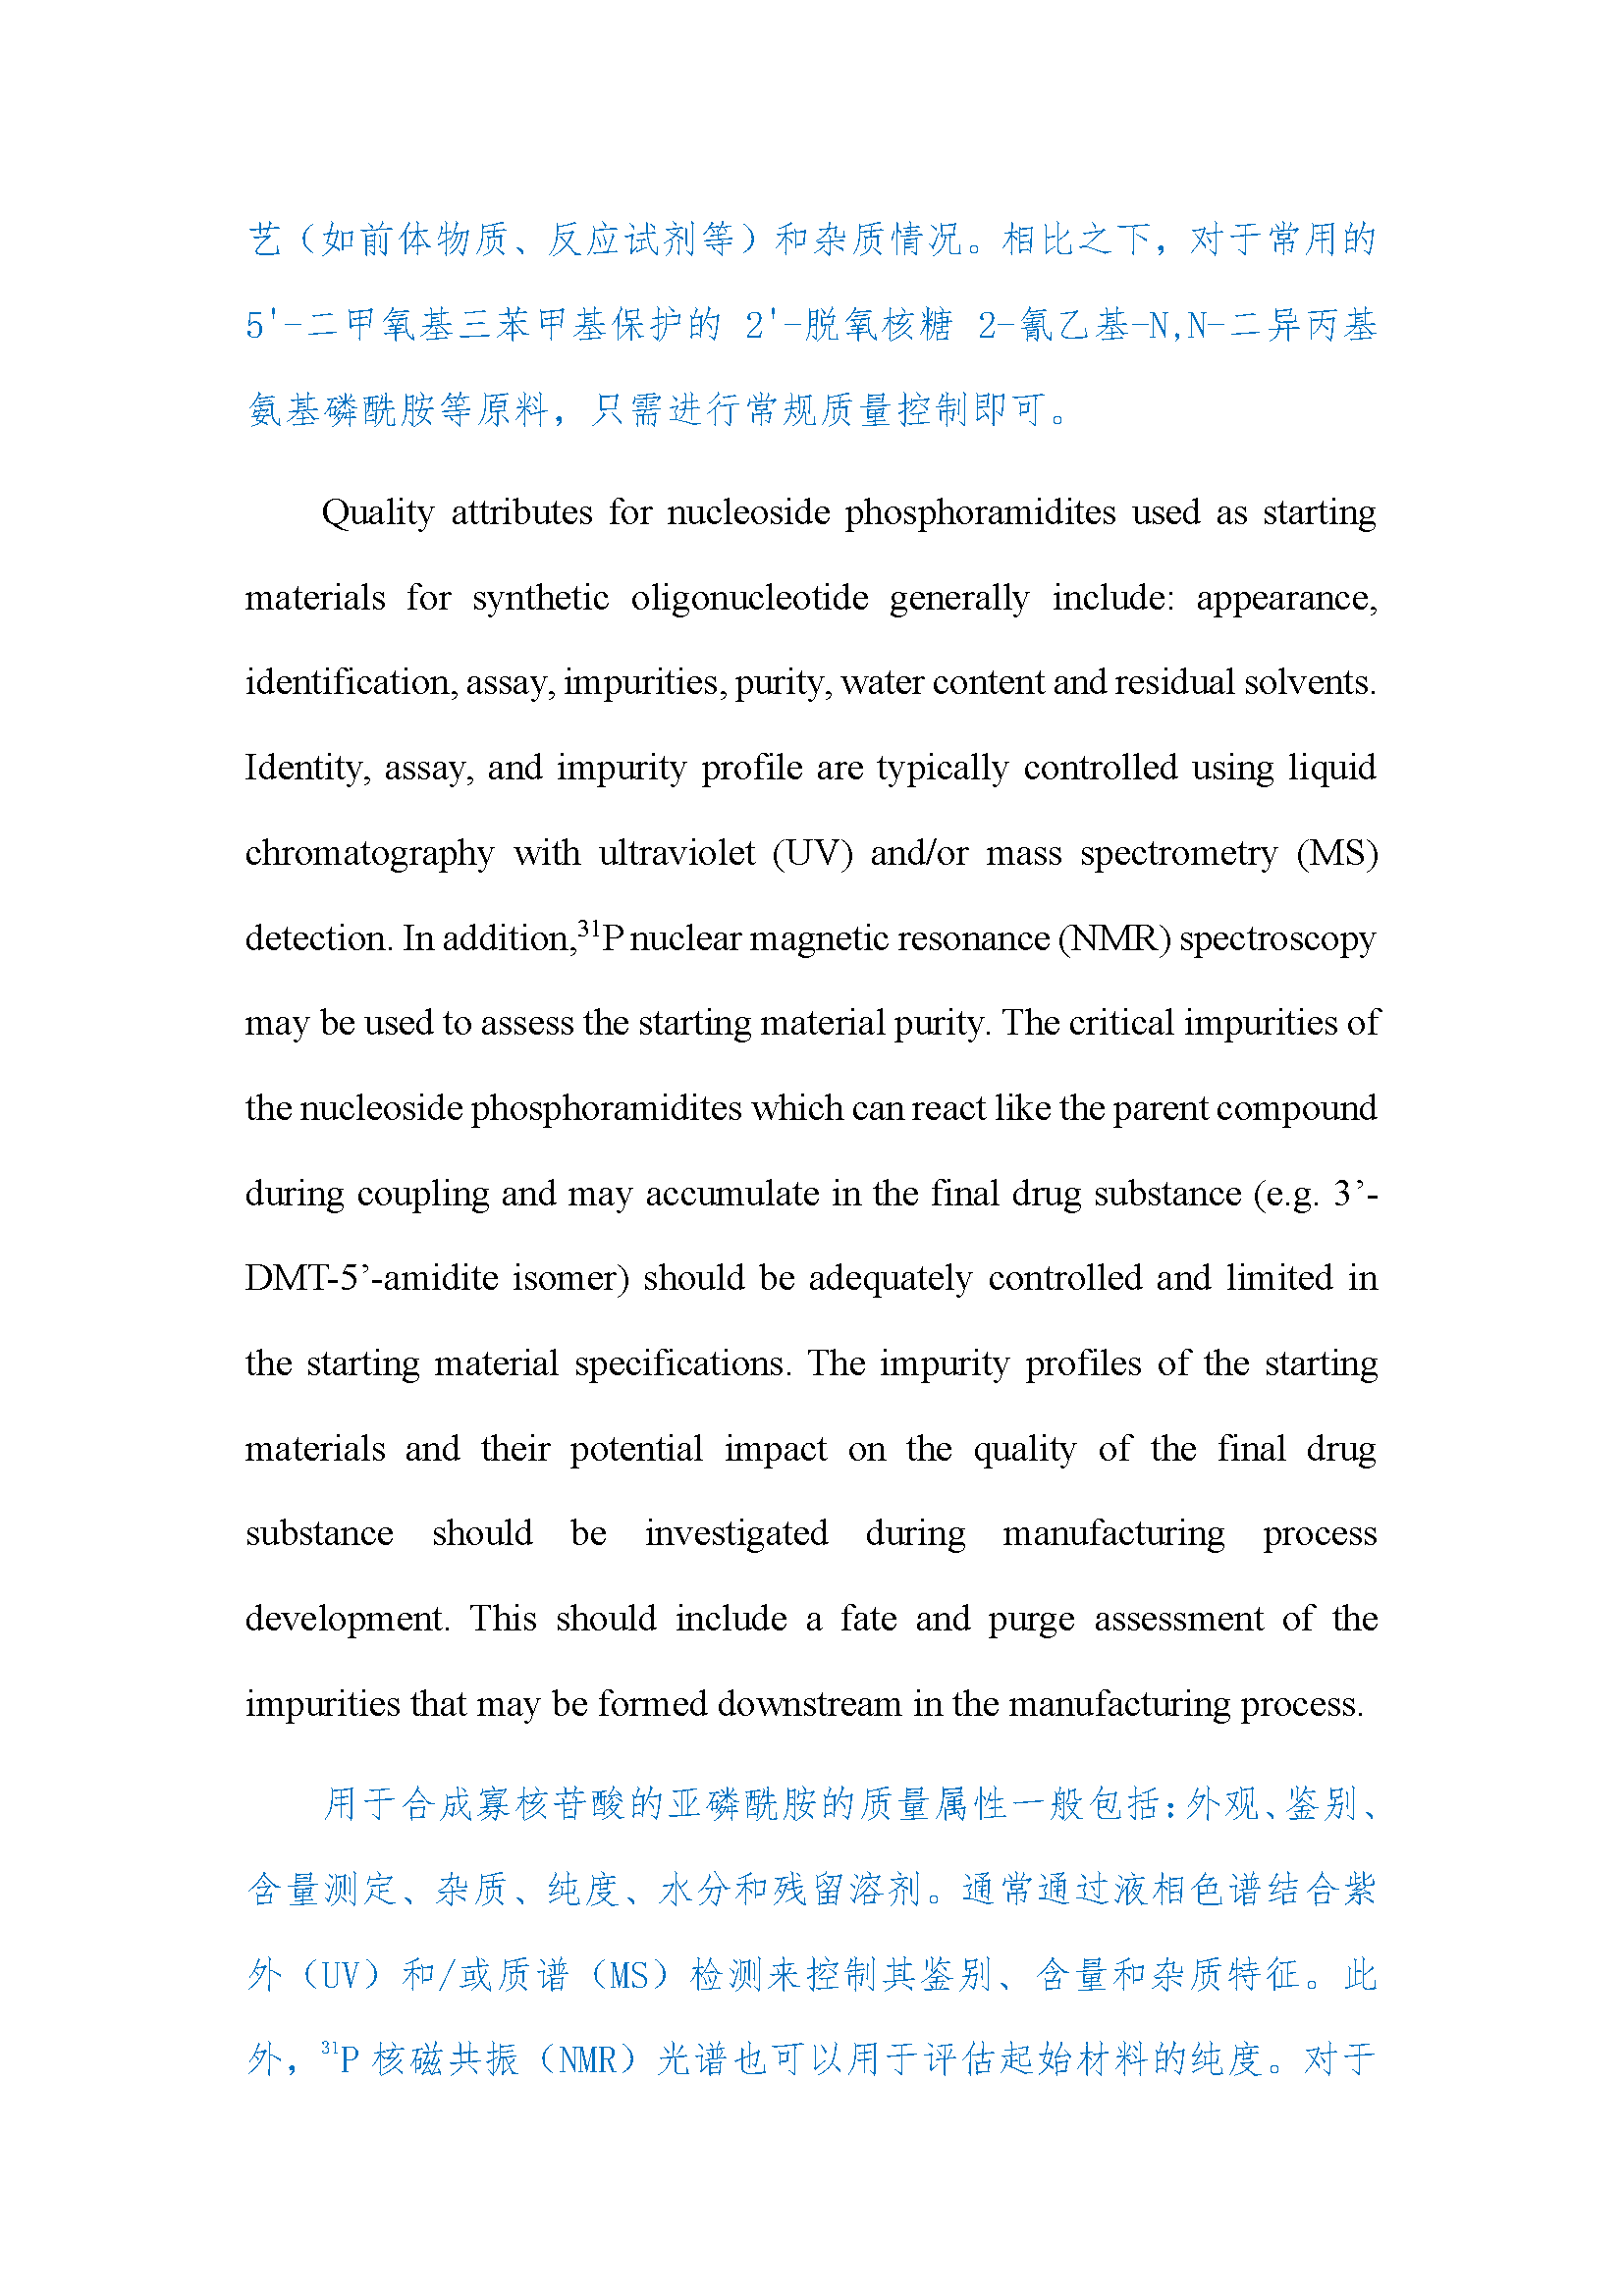 艺（如前体物质、反应试剂等）和杂质情况。相比之下，对于常用的
5'-二甲氧基三苯甲基保护的 2'-脱氧核糖 2-氰乙基-N,N-二异丙基
氨基磷酰胺等原料，只需进行常规质量控制即可。
Quality attributes for nucleoside phosphoramidites used as starting
materials for synthetic oligonucleotide generally include: appearance,
identification, assay, impurities, purity, water content and residual solvents.
Identity, assay, and impurity profile are typically controlled using liquid
chromatography with ultraviolet (UV) and/or mass spectrometry (MS)
detection. In addition,³¹P nuclear magnetic resonance (NMR) spectroscopy
may be used to assess the starting material purity. The critical impurities of
the nucleoside phosphoramidites which can react like the parent compound
during coupling and may accumulate in the final drug substance (e.g. 3’-
DMT-5’-amidite isomer) should be adequately controlled and limited in
the starting material specifications. The impurity profiles of the starting
materials and their potential impact on the quality of the final drug
substance should be investigated during manufacturing process
development. This should include a fate and purge assessment of the
impurities that may be formed downstream in the manufacturing process.
用于合成寡核苷酸的亚磷酰胺的质量属性一般包括：外观、鉴别、
含量测定、杂质、纯度、水分和残留溶剂。通常通过液相色谱结合紫
外（UV）和/或质谱（MS）检测来控制其鉴别、含量和杂质特征。此
外，³¹P 核磁共振（NMR）光谱也可以用于评估起始材料的纯度。对于